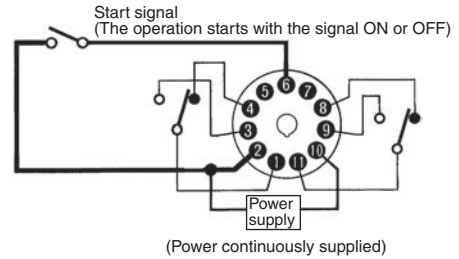 Start signal
(The operation starts with the signal ON or OFF)
5 6 7
4 8
3 9
2 10
1 11
Power
supply
(Power continuously supplied)